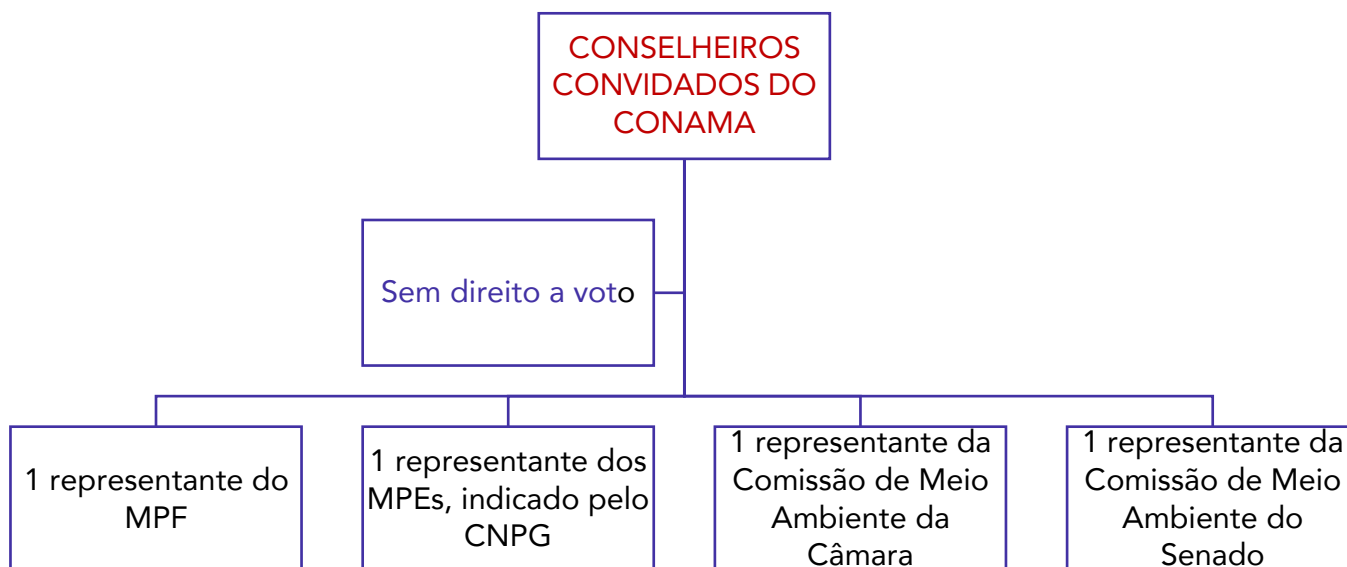 CONSELHEIROS
CONVIDADOS DO
CONAMA
Sem direito a voto
1 representante do
MPF
1 representante dos
MPEs, indicado pelo
CNPG
1 representante da
Comissão de Meio
Ambiente da
Câmara
1 representante da
Comissão de Meio
Ambiente do
Senado